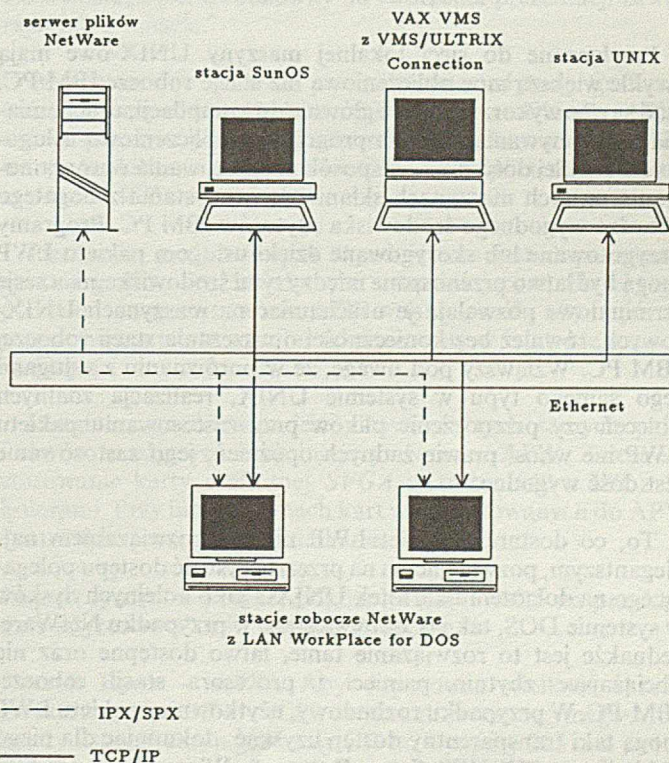 serwer plików
NetWare
stacja SunOS
VAX VMS
z VMS/ULTRIX
Connection
stacja UNIX
Ethernet
stacje robocze NetWare
z LAN WorkPlace for DOS
IPX/SPX
TCP/IP